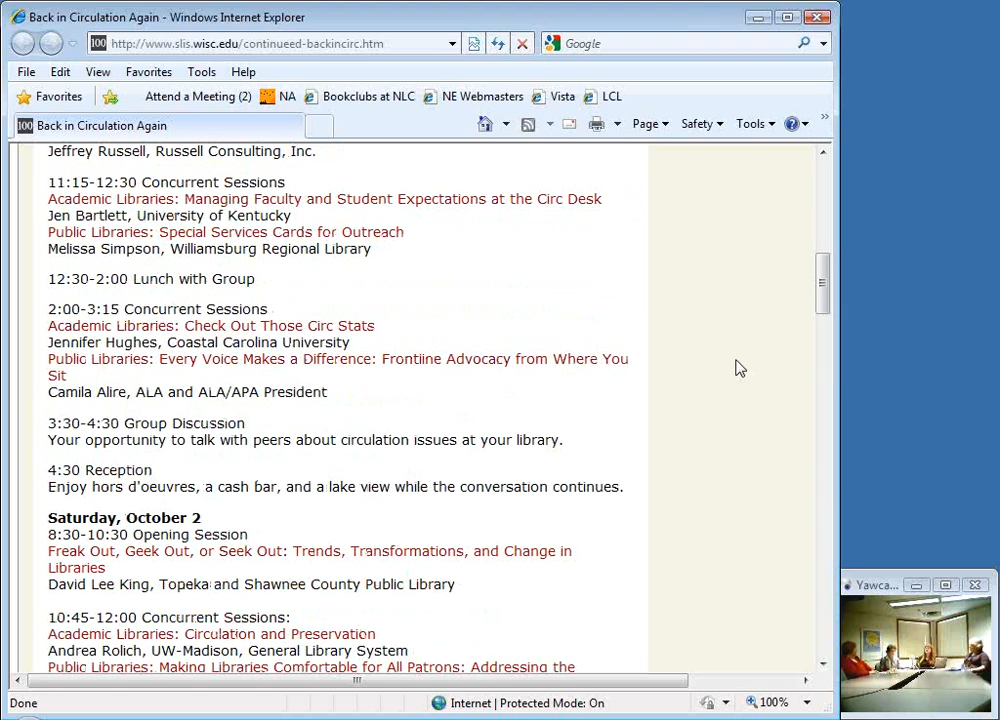 Back in Circulation Again - Windows Internet Explorer
100 http://www.slis.wisc.edu/continueed-backincirc.htm Google
File Edit View Favorites Tools Help
Favorites Attend a Meeting (2) NA Bookclubs at NLC NE Webmasters Vista LCL
100 Back in Circulation Again Page Safety Tools
Jeffrey Russell, Russell Consulting, Inc.
11:15-12:30 Concurrent Sessions
Academic Libraries: Managing Faculty and Student Expectations at the Circ Desk
Jen Bartlett, University of Kentucky
Public Libraries: Special Services Cards for Outreach
Melissa Simpson, Williamsburg Regional Library
12:30-2:00 Lunch with Group
2:00-3:15 Concurrent Sessions
Academic Libraries: Check Out Those Circ Stats
Jennifer Hughes, Coastal Carolina University
Public Libraries: Every Voice Makes a Difference: Frontline Advocacy from Where You
Sit
Camila Alire, ALA and ALA/APA President
3:30-4:30 Group Discussion
Your opportunity to talk with peers about circulation issues at your library.
4:30 Reception
Enjoy hors d'oeuvres, a cash bar, and a lake view while the conversation continues.
Saturday, October 2
8:30-10:30 Opening Session
Freak Out, Geek Out, or Seek Out: Trends, Transformations, and Change in
Libraries
David Lee King, Topeka and Shawnee County Public Library
10:45-12:00 Concurrent Sessions:
Academic Libraries: Circulation and Preservation
Andrea Rolich, UW-Madison, General Library System
Public Libraries: Making Libraries Comfortable for All Patrons: Addressing the
Yawca...
Done Internet | Protected Mode: On 100%